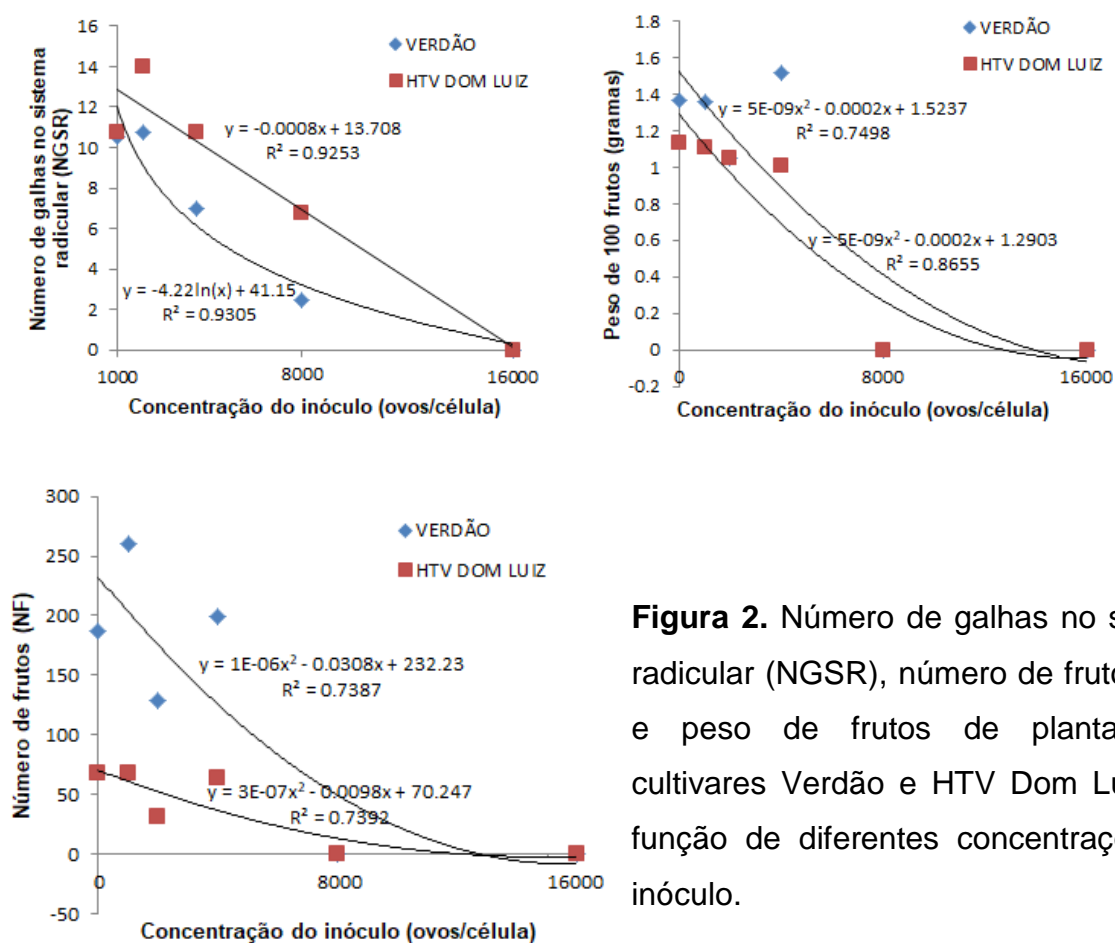 16
14
12
10
8
6
4
2
0
1000
8000
16000
Número de galhas no sistema
radicular (NGSR)
Concentração do inóculo (ovos/célula)
VERDÃO
HTV DOM LUIZ
y = -0.0008x + 13.708
R² = 0.9253
y = -4.22ln(x) + 41.15
R² = 0.9305
1.8
1.6
1.4
1.2
1
0.8
0.6
0.4
0.2
0
-0.2
0
8000
16000
Peso de 100 frutos (gramas)
Concentração do inóculo (ovos/célula)
VERDÃO
HTV DOM LUIZ
y = 5E-09x² - 0.0002x + 1.5237
R² = 0.7498
y = 5E-09x² - 0.0002x + 1.2903
R² = 0.8655
300
250
200
150
100
50
0
-50
0
8000
16000
Número de frutos (NF)
Concentração do inóculo (ovos/célula)
VERDÃO
HTV DOM LUIZ
y = 1E-06x² - 0.0308x + 232.23
R² = 0.7387
y = 3E-07x² - 0.0098x + 70.247
R² = 0.7392
Figura 2. Número de galhas no s
radicular (NGSR), número de frut
e peso de frutos de planta
cultivares Verdão e HTV Dom L
função de diferentes concentraç
inóculo.